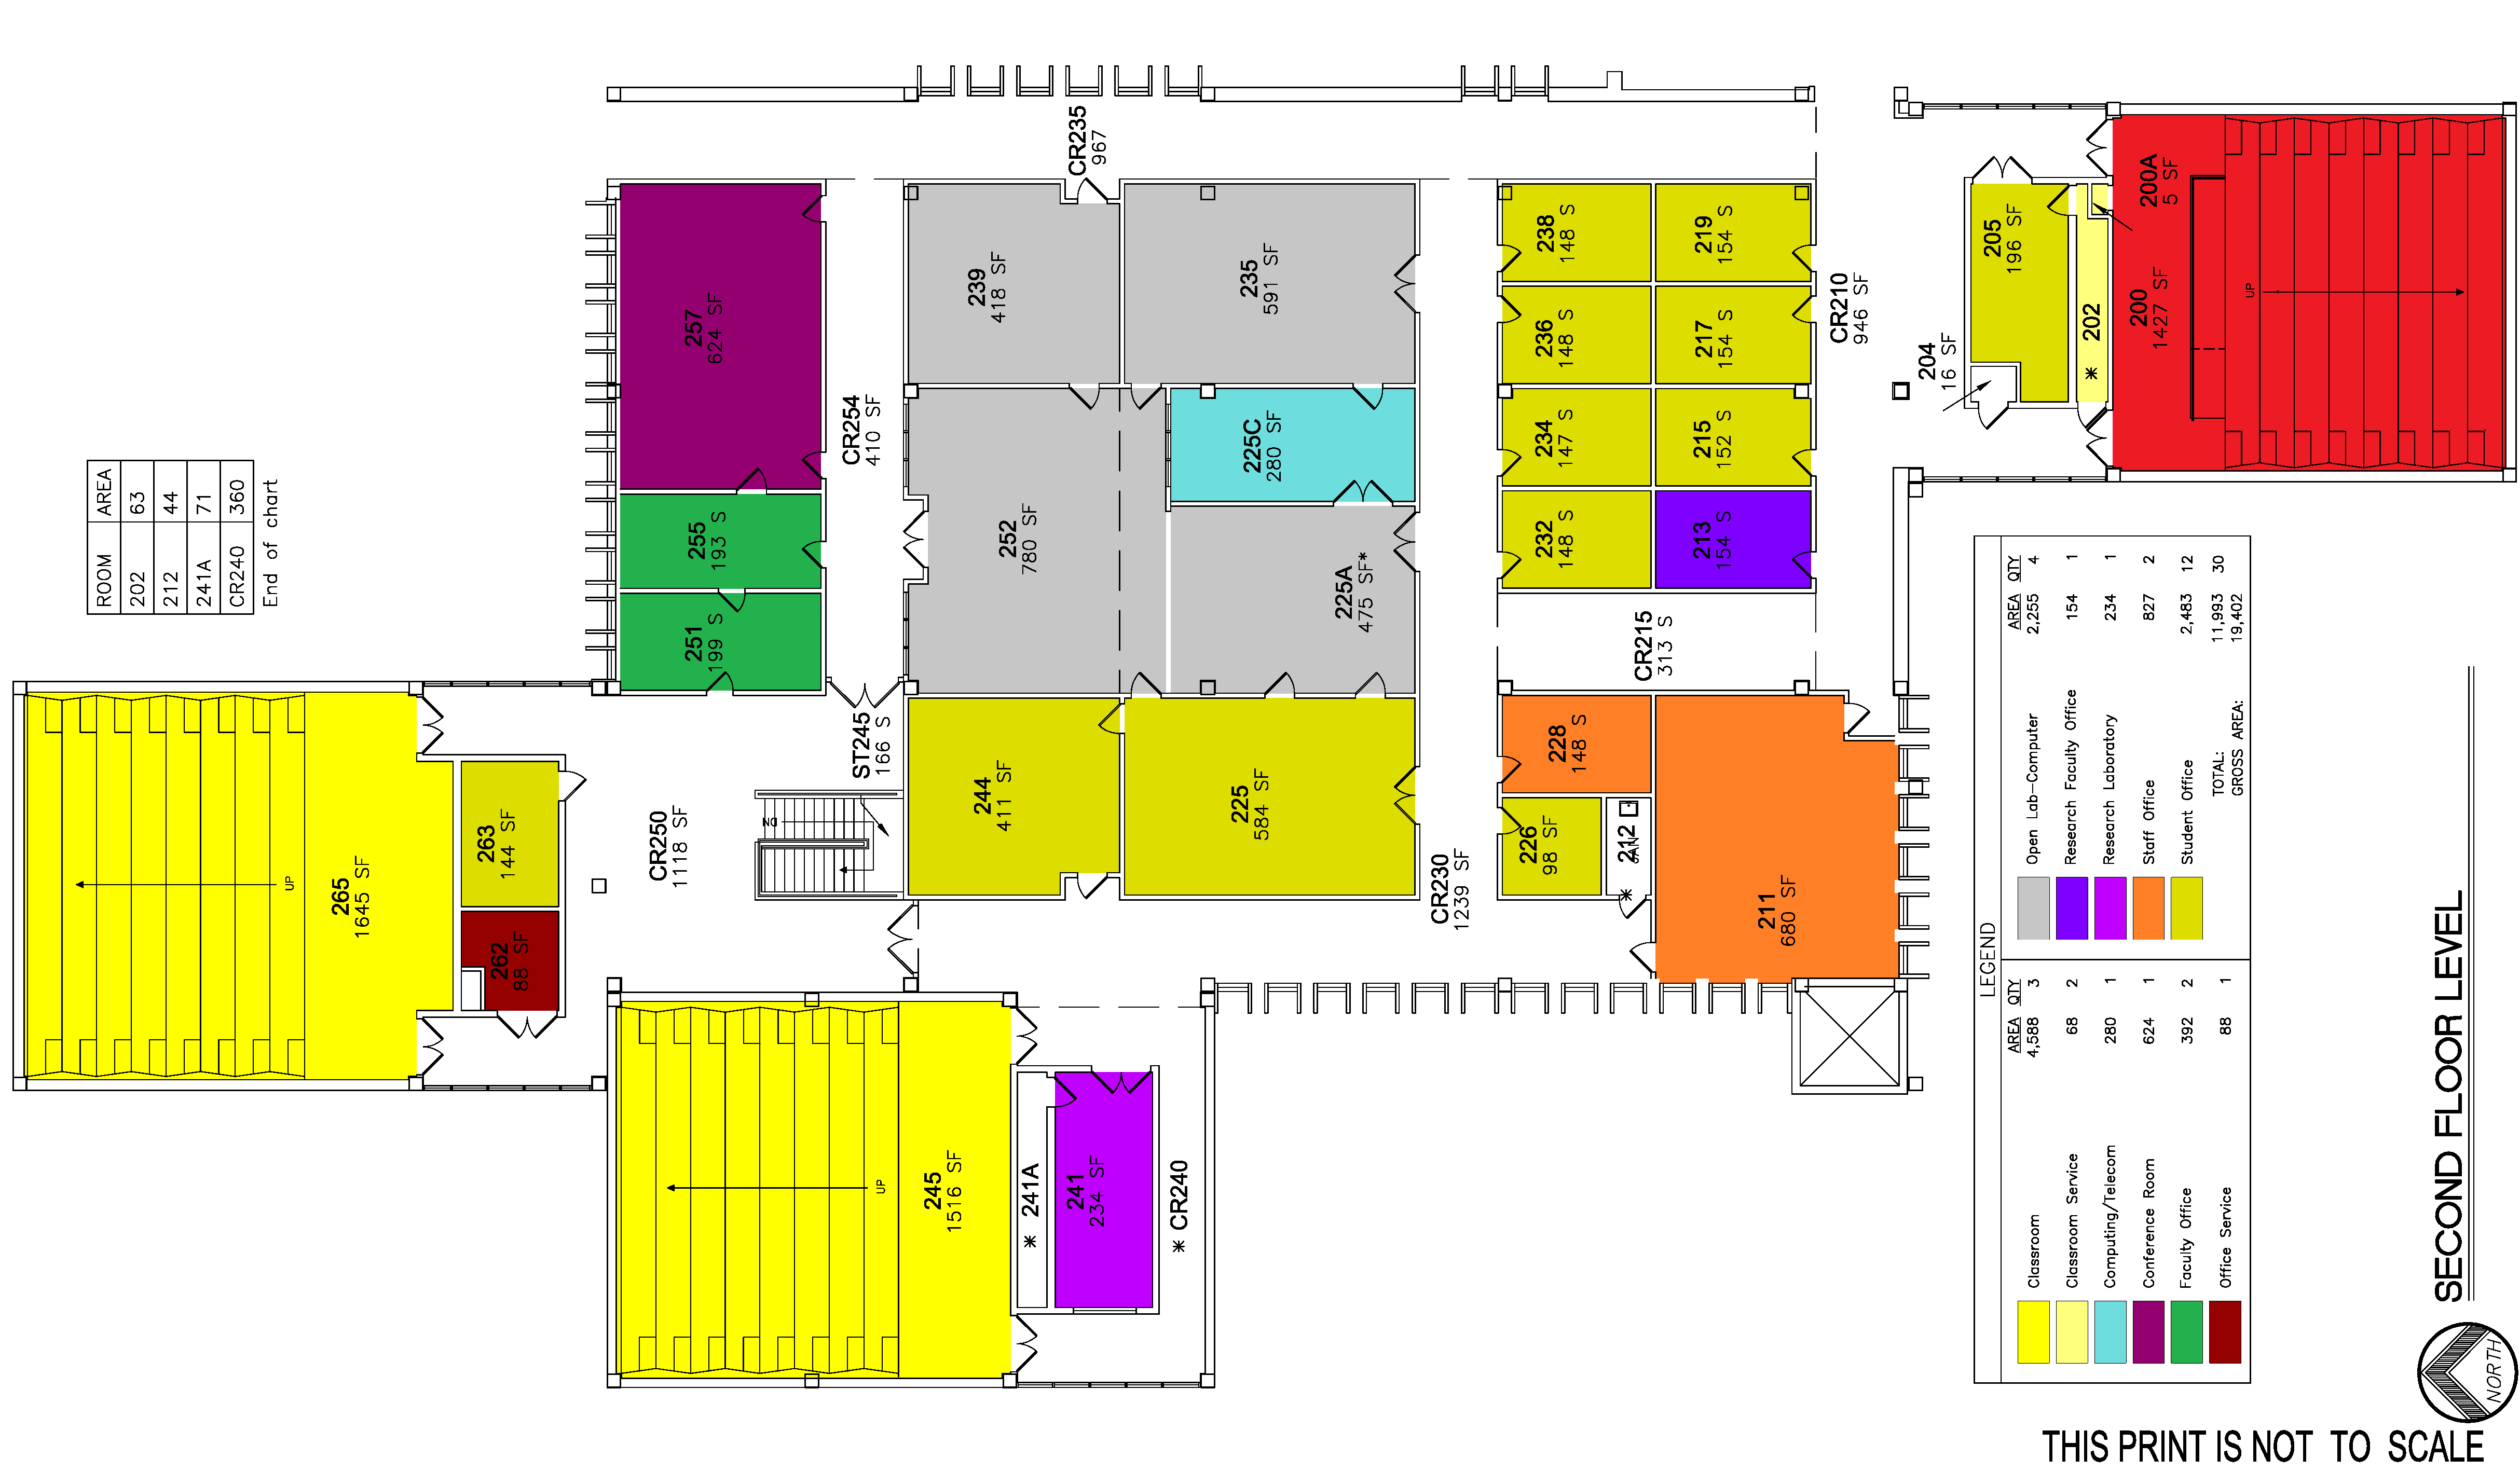 ROOM AREA
202 63
212 44
241A 71
CR240 360
End of chart
265
1645 SF
UP
263
144 SF
262
88 SF
CR250
1118 SF
DN
ST245
166 S
251
199 S
255
193 S
257
624 SF
CR254
410 SF
CR235
967
239
418 SF
235
591 SF
252
780 SF
225C
280 SF
225A
475 SF*
244
411 SF
225
584 SF
CR230
1239 SF
238
148 S
236
148 S
234
147 S
232
148 S
219
154 S
217
154 S
215
152 S
213
154 S
CR210
946 SF
CR215
313 S
228
148 S
226
98 SF
* 212
JAN
211
680 SF
204
16 SF
205
196 SF
* 202
200A
5 SF
200
1427 SF
UP
245
1516 SF
UP
* 241A
241
234 SF
* CR240
LEGEND
AREA QTY
Classroom 4,588 3
Classroom Service 68 2
Computing/Telecom 280 1
Conference Room 624 1
Faculty Office 392 2
Office Service 88 1
AREA QTY
Open Lab-Computer 2,255 4
Research Faculty Office 154 1
Research Laboratory 234 1
Staff Office 827 2
Student Office 2,483 12
TOTAL: 11,993 30
GROSS AREA: 19,402
SECOND FLOOR LEVEL
NORTH
THIS PRINT IS NOT TO SCALE